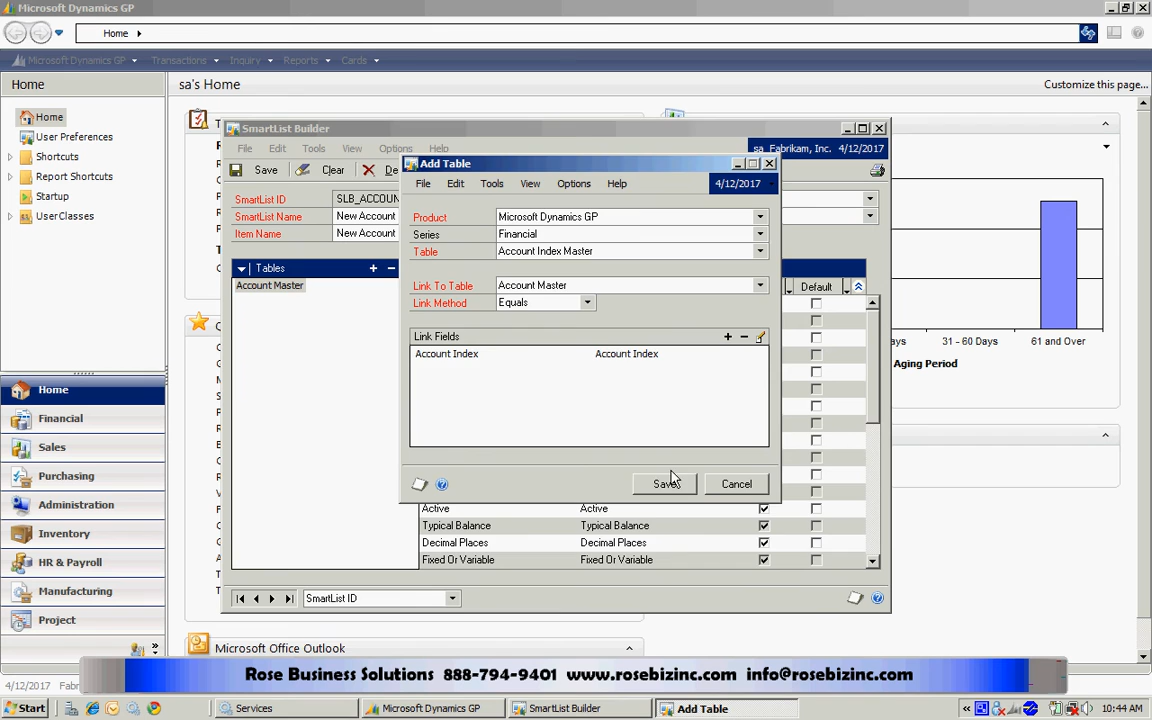 Microsoft Dynamics GP
Home
Microsoft Dynamics GP Transactions Inquiry Reports Cards
Home
sa's Home
Customize this page...
Home
User Preferences
Shortcuts
Report Shortcuts
Startup
UserClasses
SmartList Builder
File Edit Tools View Options Help
sa Fabrikam, Inc. 4/12/2017
Save Clear De
SmartList ID SLB_ACCOUN
SmartList Name New Account
Item Name New Account
Tables
Account Master
Default
Add Table
File Edit Tools View Options Help
4/12/2017
Product Microsoft Dynamics GP
Series Financial
Table Account Index Master
Link To Table Account Master
Link Method Equals
Link Fields
Account Index Account Index
Save Cancel
Active Active
Typical Balance Typical Balance
Decimal Places Decimal Places
Fixed Or Variable Fixed Or Variable
SmartList ID
ays 31 - 60 Days 61 and Over
Aging Period
Home
Financial
Sales
Purchasing
Administration
Inventory
HR & Payroll
Manufacturing
Project
Microsoft Office Outlook
Rose Business Solutions 888-794-9401 www.rosebizinc.com info@rosebizinc.com
4/12/2017 Fab
Start Services Microsoft Dynamics GP SmartList Builder Add Table 10:44 AM